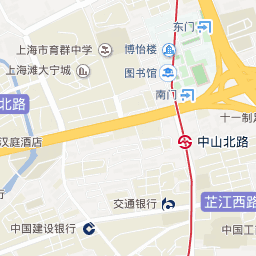 东门
上海市育群中学
博怡楼
上海滩大宁城
图书馆
南门
北路
十一制
汉庭酒店
中山北路
交通银行
芷江西路
中国建设银行
中国工